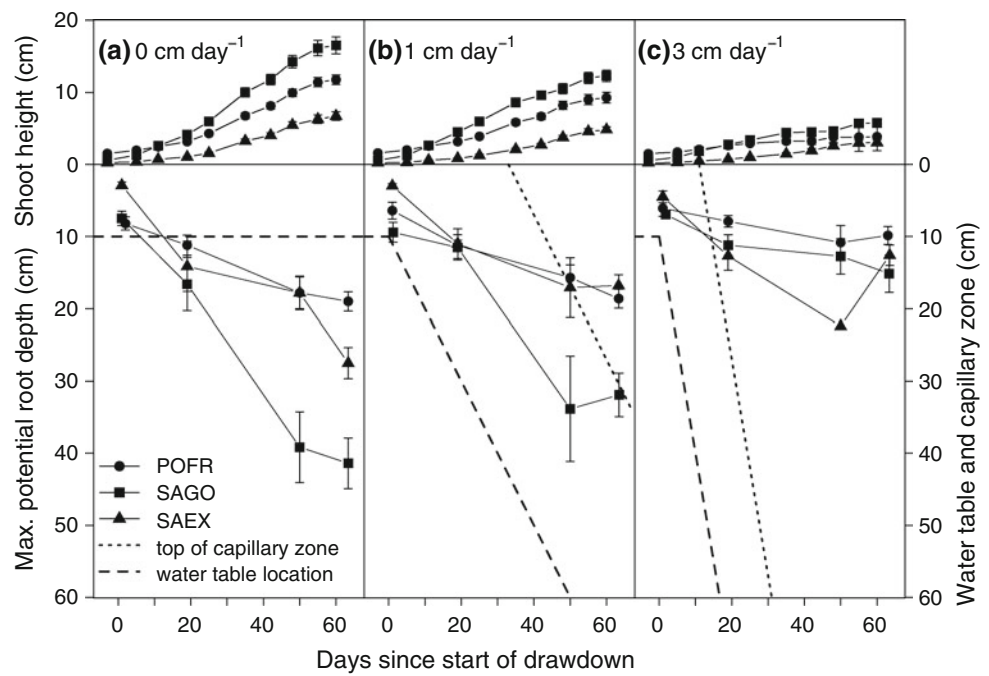 (a) 0 cm day⁻¹
(b) 1 cm day⁻¹
(c) 3 cm day⁻¹
Shoot height (cm)
20
10
0
Max. potential root depth (cm)
10
20
30
40
50
60
POFR
SAGO
SAEX
top of capillary zone
water table location
0
10
20
30
40
50
60
Water table and capillary zone (cm)
0 20 40 60
0 20 40 60
0 20 40 60
Days since start of drawdown